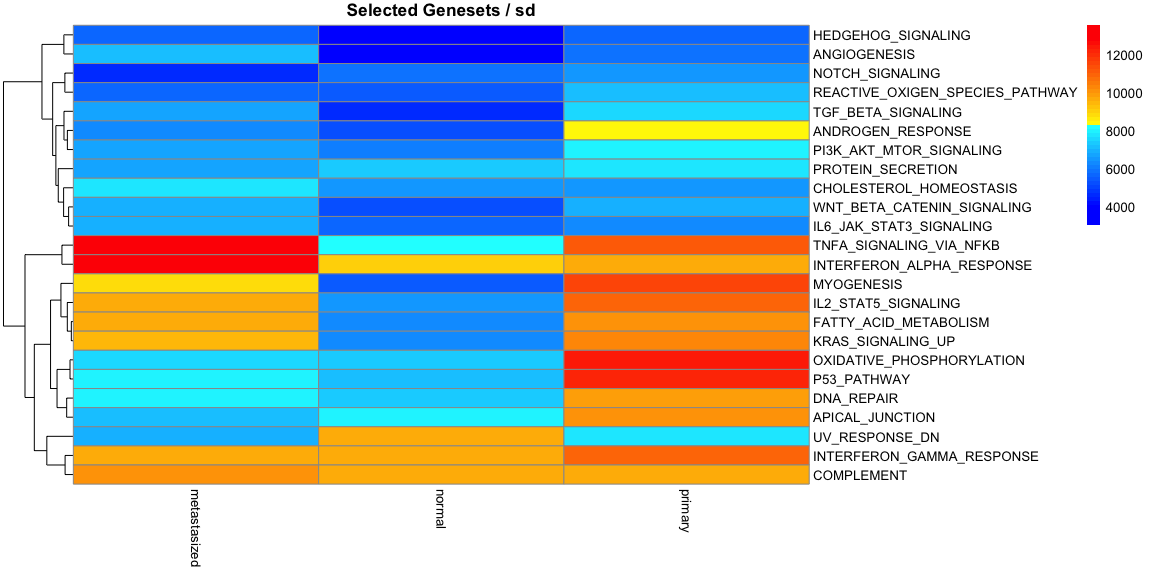 Selected Genesets / sd
HEDGEHOG_SIGNALING
ANGIOGENESIS
NOTCH_SIGNALING
REACTIVE_OXIGEN_SPECIES_PATHWAY
TGF_BETA_SIGNALING
ANDROGEN_RESPONSE
PI3K_AKT_MTOR_SIGNALING
PROTEIN_SECRETION
CHOLESTEROL_HOMEOSTASIS
WNT_BETA_CATENIN_SIGNALING
IL6_JAK_STAT3_SIGNALING
TNFA_SIGNALING_VIA_NFKB
INTERFERON_ALPHA_RESPONSE
MYOGENESIS
IL2_STAT5_SIGNALING
FATTY_ACID_METABOLISM
KRAS_SIGNALING_UP
OXIDATIVE_PHOSPHORYLATION
P53_PATHWAY
DNA_REPAIR
APICAL_JUNCTION
UV_RESPONSE_DN
INTERFERON_GAMMA_RESPONSE
COMPLEMENT
12000
10000
8000
6000
4000
metastasized
normal
primary